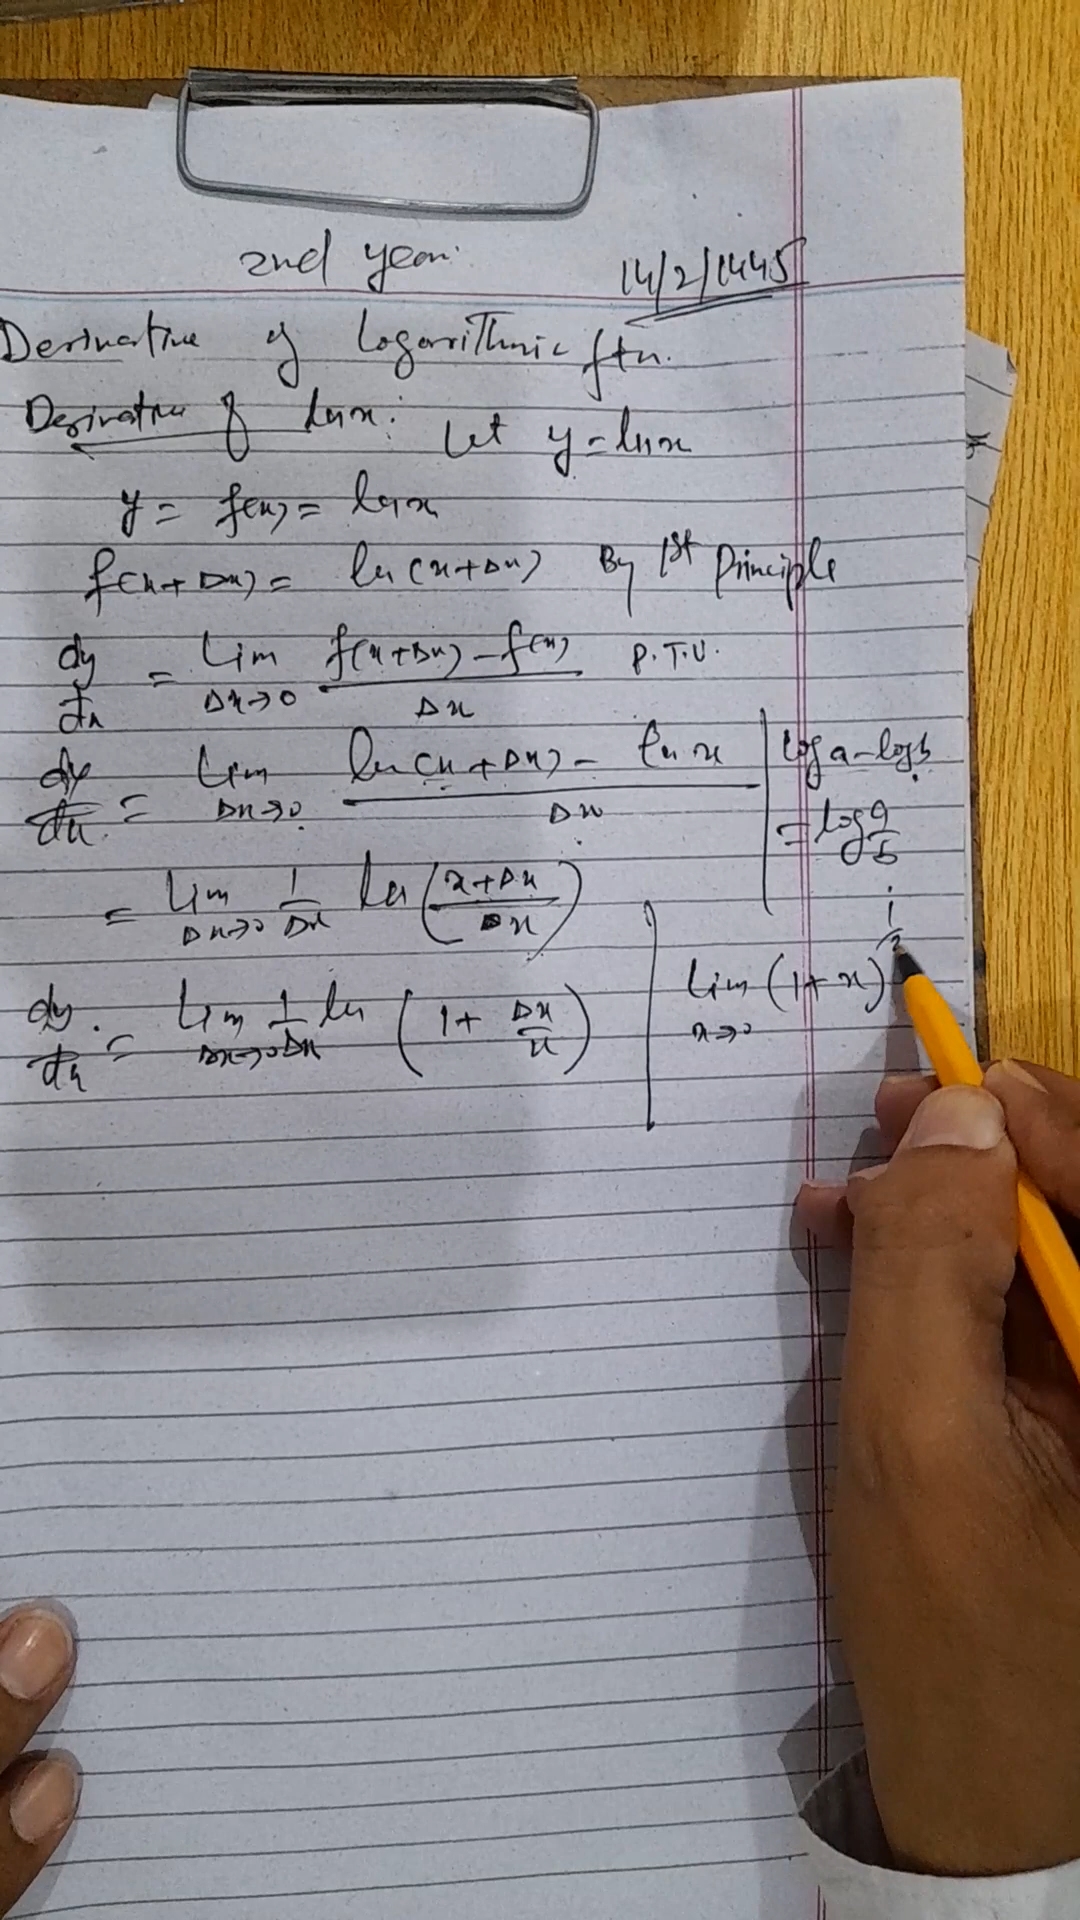 2nd year
14/2/1445
Derivative of Logarithmic ftn.
Derivative of lnx: Let y=lnx
y = f(x) = lnx
f(x+Δx) = ln(x+Δx) By 1st Principle
dy/dx = Lim Δx→0 f(x+Δx)-f(x)/Δx P.T.V.
dy/dx = Lim Δx→0 ln(x+Δx) - ln x/Δx
log a - log b
= log a/b
= Lim Δx→0 1/Δx ln(x+Δx/x)
dy/dx = Lim Δx→0 1/Δx ln (1+ Δx/x)
Lim x→0 (1+x)